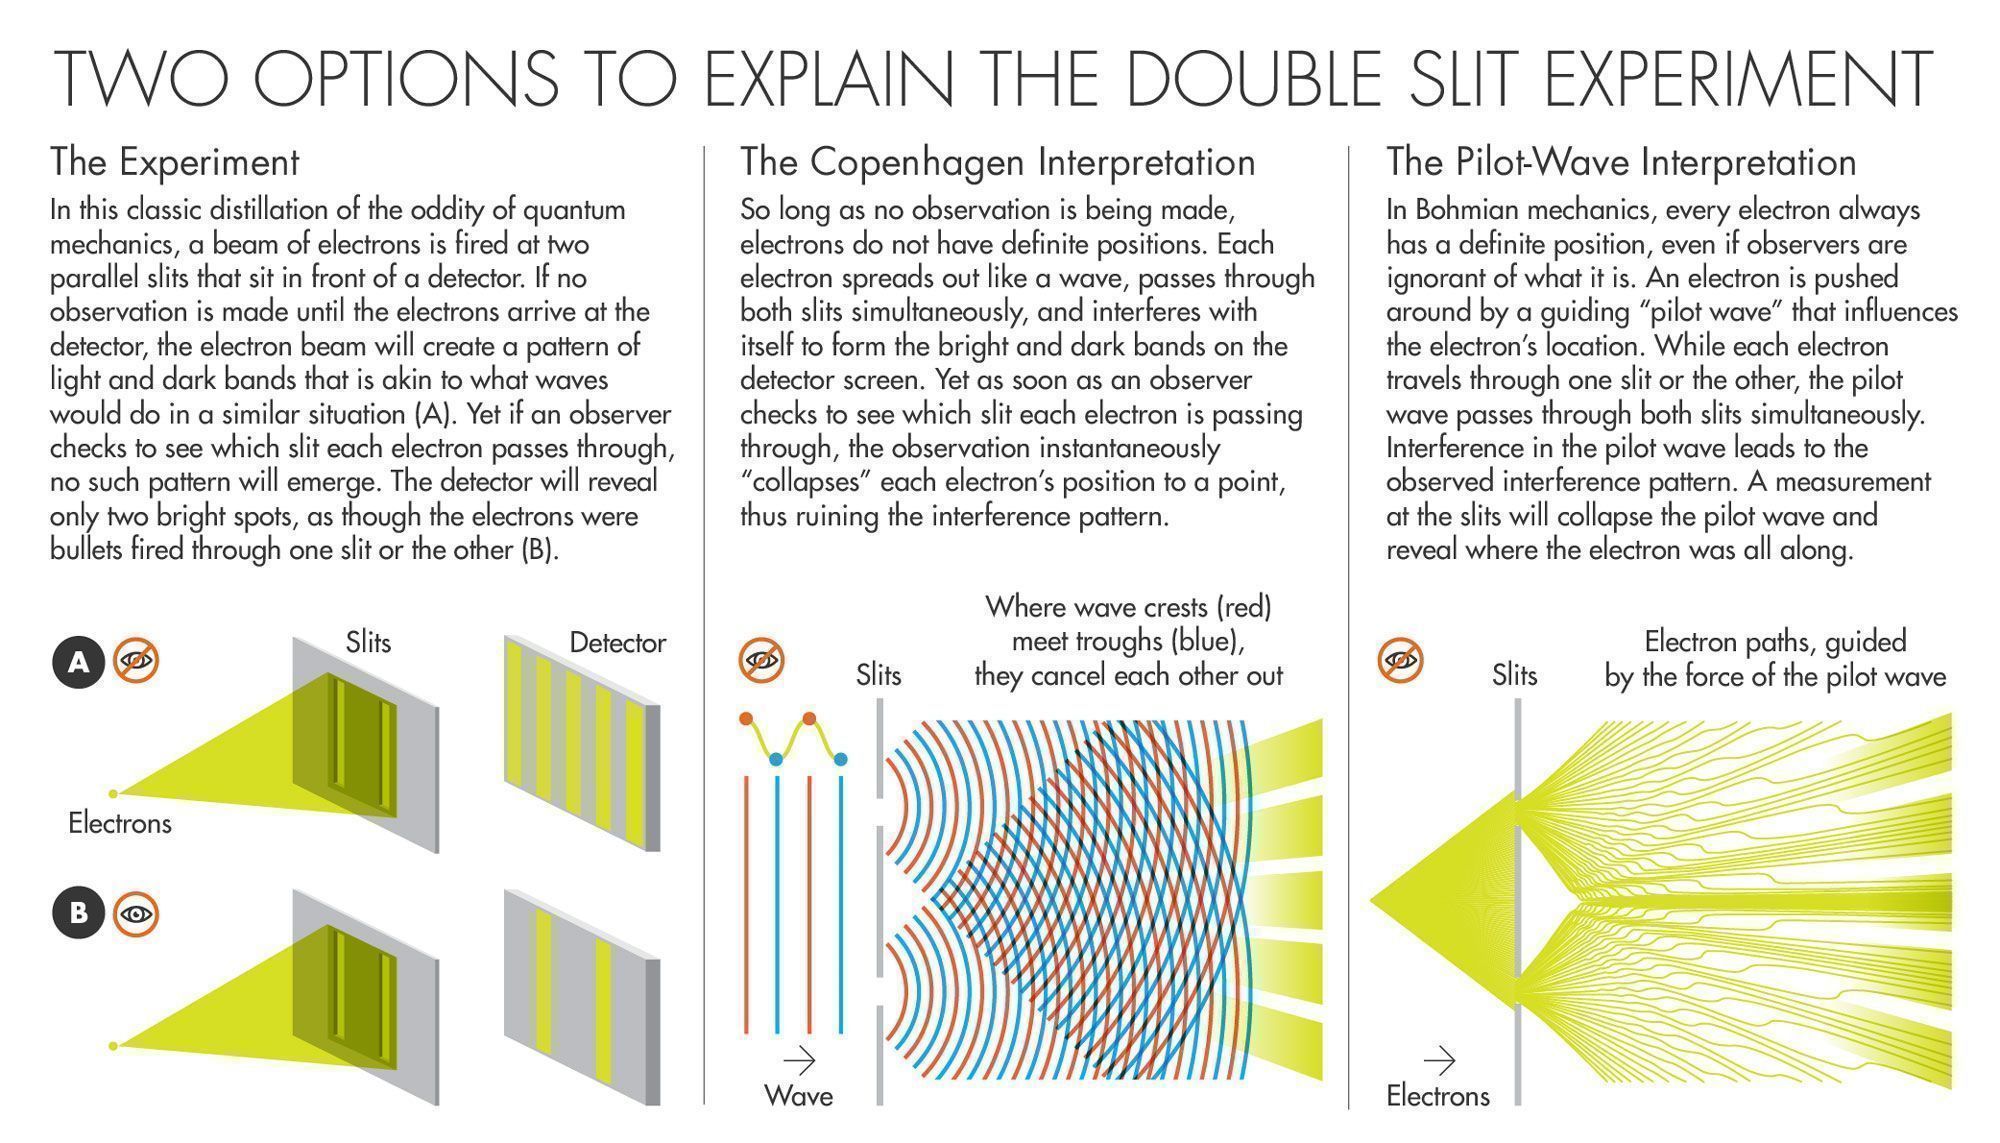 TWO OPTIONS TO EXPLAIN THE DOUBLE SLIT EXPERIMENT
The Experiment
In this classic distillation of the oddity of quantum
mechanics, a beam of electrons is fired at two
parallel slits that sit in front of a detector. If no
observation is made until the electrons arrive at the
detector, the electron beam will create a pattern of
light and dark bands that is akin to what waves
would do in a similar situation (A). Yet if an observer
checks to see which slit each electron passes through,
no such pattern will emerge. The detector will reveal
only two bright spots, as though the electrons were
bullets fired through one slit or the other (B).
A
Slits
Detector
Electrons
B
The Copenhagen Interpretation
So long as no observation is being made,
electrons do not have definite positions. Each
electron spreads out like a wave, passes through
both slits simultaneously, and interferes with
itself to form the bright and dark bands on the
detector screen. Yet as soon as an observer
checks to see which slit each electron is passing
through, the observation instantaneously
“collapses” each electron’s position to a point,
thus ruining the interference pattern.
Where wave crests (red)
meet troughs (blue),
they cancel each other out
Slits
Wave
The Pilot-Wave Interpretation
In Bohmian mechanics, every electron always
has a definite position, even if observers are
ignorant of what it is. An electron is pushed
around by a guiding “pilot wave” that influences
the electron’s location. While each electron
travels through one slit or the other, the pilot
wave passes through both slits simultaneously.
Interference in the pilot wave leads to the
observed interference pattern. A measurement
at the slits will collapse the pilot wave and
reveal where the electron was all along.
Slits
Electron paths, guided
by the force of the pilot wave
Electrons